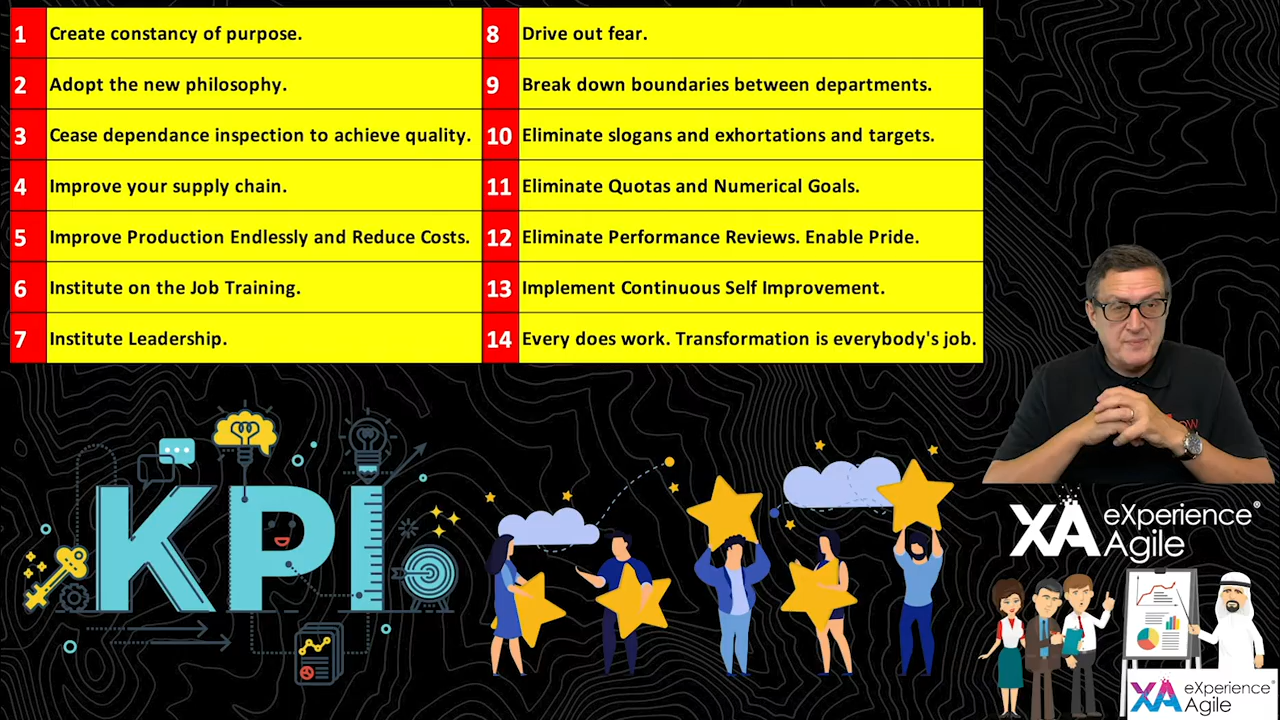 1 Create constancy of purpose.
2 Adopt the new philosophy.
3 Cease dependance inspection to achieve quality.
4 Improve your supply chain.
5 Improve Production Endlessly and Reduce Costs.
6 Institute on the Job Training.
7 Institute Leadership.
8 Drive out fear.
9 Break down boundaries between departments.
10 Eliminate slogans and exhortations and targets.
11 Eliminate Quotas and Numerical Goals.
12 Eliminate Performance Reviews. Enable Pride.
13 Implement Continuous Self Improvement.
14 Every does work. Transformation is everybody's job.
KPI
XA eXperience®
Agile
XA eXperience®
Agile